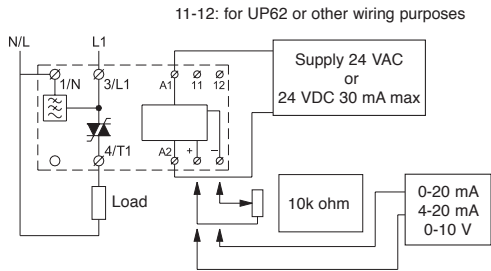 11-12: for UP62 or other wiring purposes
N/L
L1
1/N
3/L1
A1
11
12
Supply 24 VAC
or
24 VDC 30 mA max
4/T1
A2
+
−
Load
10k ohm
0-20 mA
4-20 mA
0-10 V